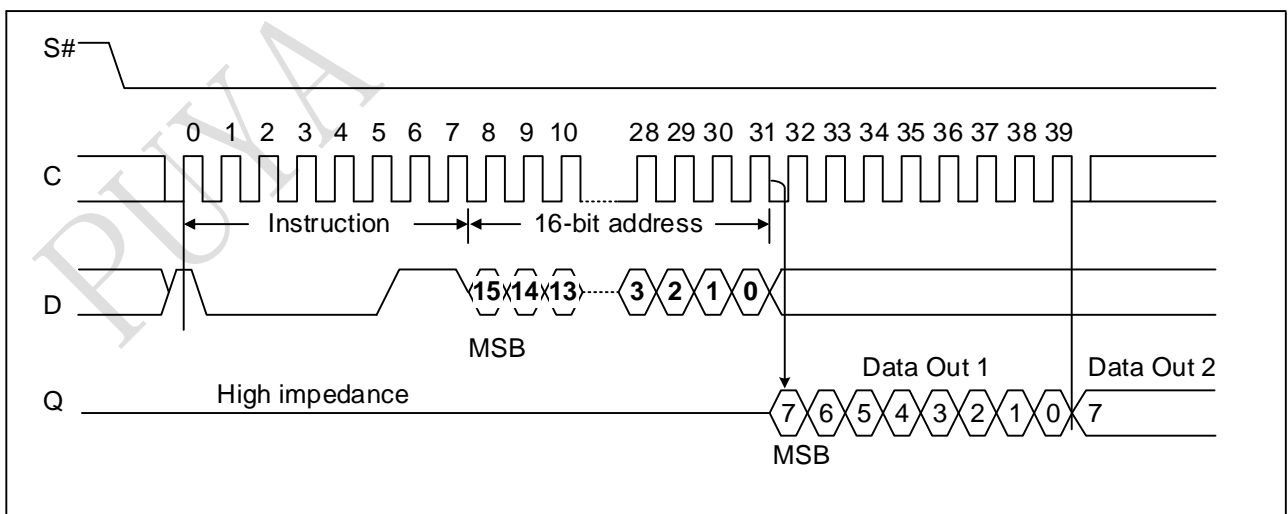 PUYA
S#
0 1 2 3 4 5 6 7 8 9 10 28 29 30 31 32 33 34 35 36 37 38 39
C
Instruction 16-bit address
D
15 14 13 3 2 1 0
MSB
Data Out 1 Data Out 2
Q
High impedance
7 6 5 4 3 2 1 0 7
MSB